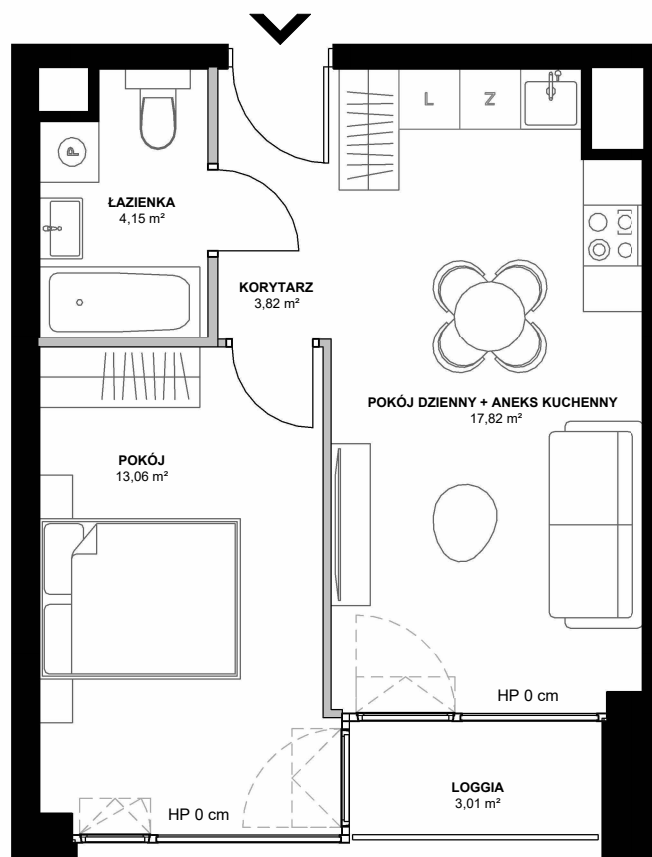 L
Z
P
ŁAZIENKA
4,15 m²
KORYTARZ
3,82 m²
POKÓJ DZIENNY + ANEKS KUCHENNY
17,82 m²
POKÓJ
13,06 m²
HP 0 cm
LOGGIA
3,01 m²
HP 0 cm